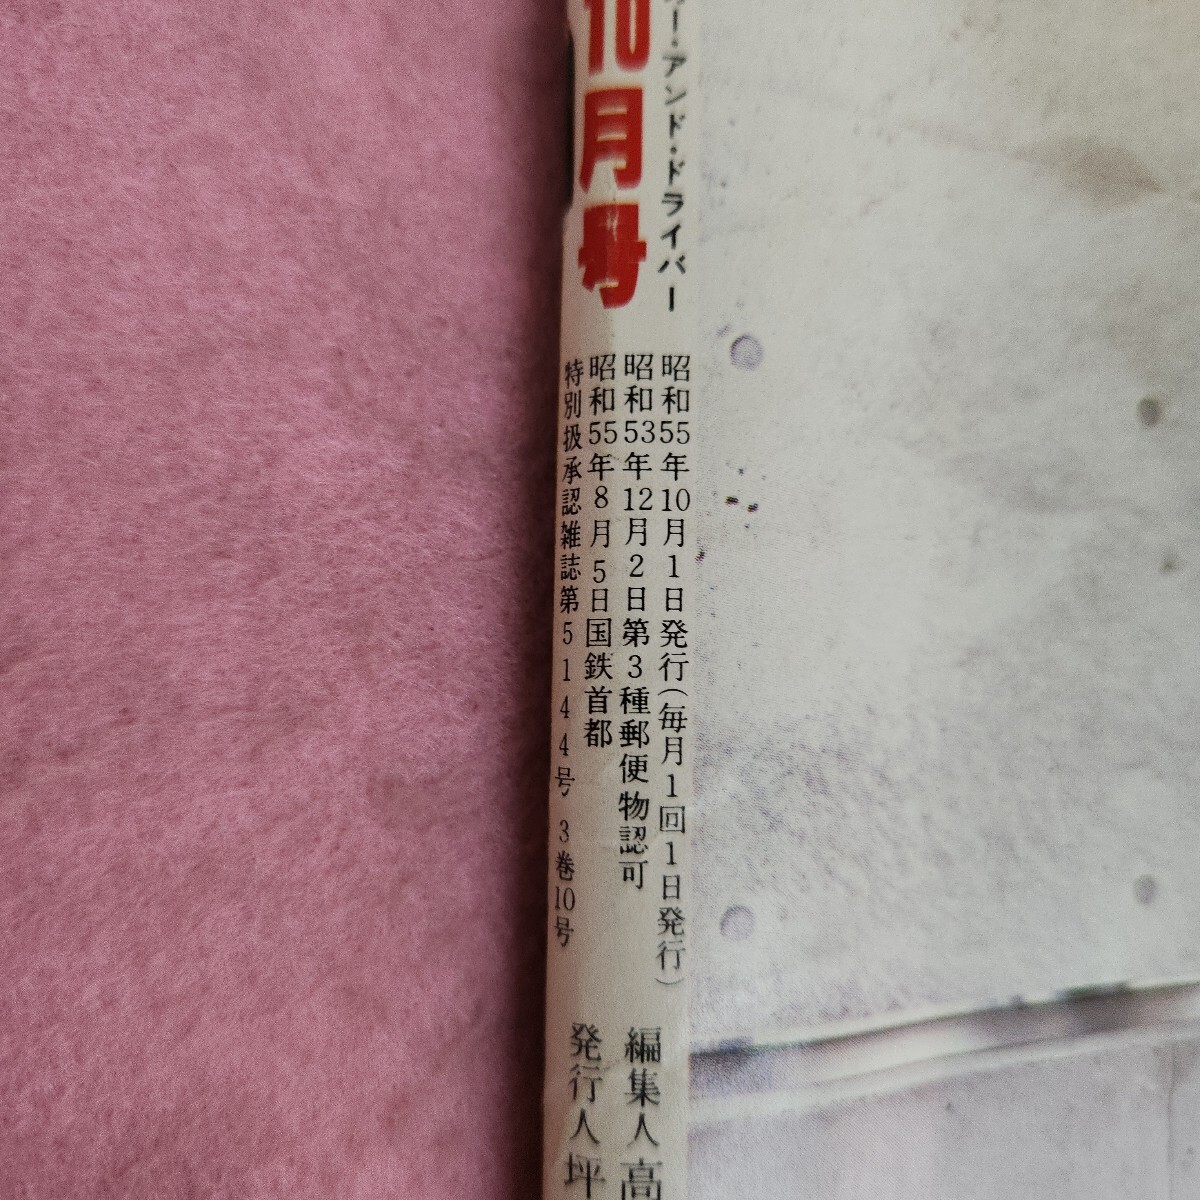 10月号
ー・アンド・ドライバー
昭和55年10月1日発行(毎月1回1日発行)
昭和53年12月2日第3種郵便物認可
昭和55年8月5日国鉄首都
特別扱承認雑誌第5144号 3巻10号
編集人 高
発行人 坪